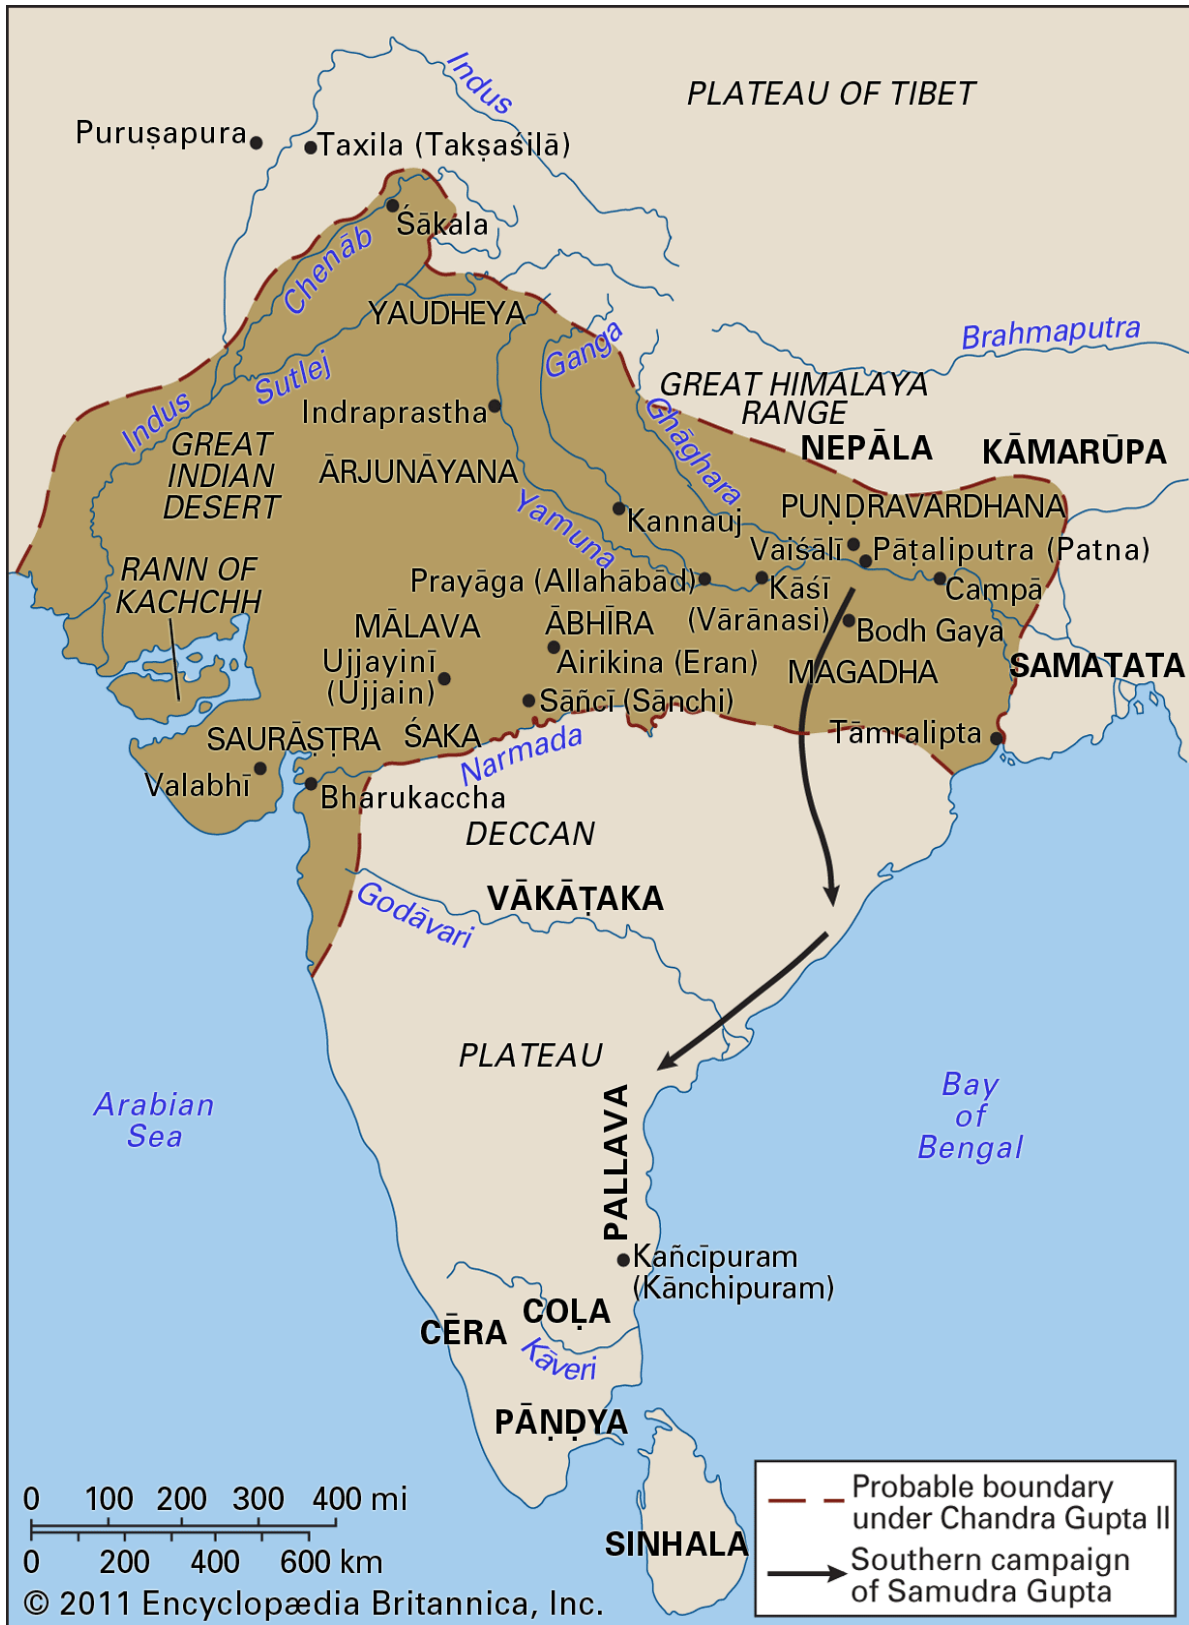 Indus
PLATEAU OF TIBET
Puruṣapura
Taxila (Takṣaśilā)
Śākala
Chenāb
YAUDHEYA
Ganga
Brahmaputra
Sutlej
GREAT HIMALAYA
RANGE
Indus
Indraprastha
Ghāghara
GREAT
INDIAN
DESERT
NEPĀLA
KĀMARŪPA
ĀRJUNĀYANA
Yamuna
Kannauj
PUṆḌRAVARDHANA
Vaiśālī
Pāṭaliputra (Patna)
RANN OF
KACHCHH
Prayāga (Allahābād)
Kāśī
(Vārānasi)
Campā
MĀLAVA
ĀBHĪRA
Bodh Gaya
Ujjayinī
(Ujjain)
Airikina (Eran)
MAGADHA
SAMATATA
Sāñcī (Sānchi)
SAURĀṢṬRA
ŚAKA
Narmada
Tāmralipta
Valabhī
Bharukaccha
DECCAN
VĀKĀṬAKA
Godāvari
PLATEAU
Arabian
Sea
Bay
of
Bengal
PALLAVA
Kañcīpuram
(Kānchipuram)
COḶA
CĒRA
Kāveri
PĀṆḌYA
SINHALA
0 100 200 300 400 mi
0 200 400 600 km
© 2011 Encyclopædia Britannica, Inc.
Probable boundary
under Chandra Gupta II
Southern campaign
of Samudra Gupta